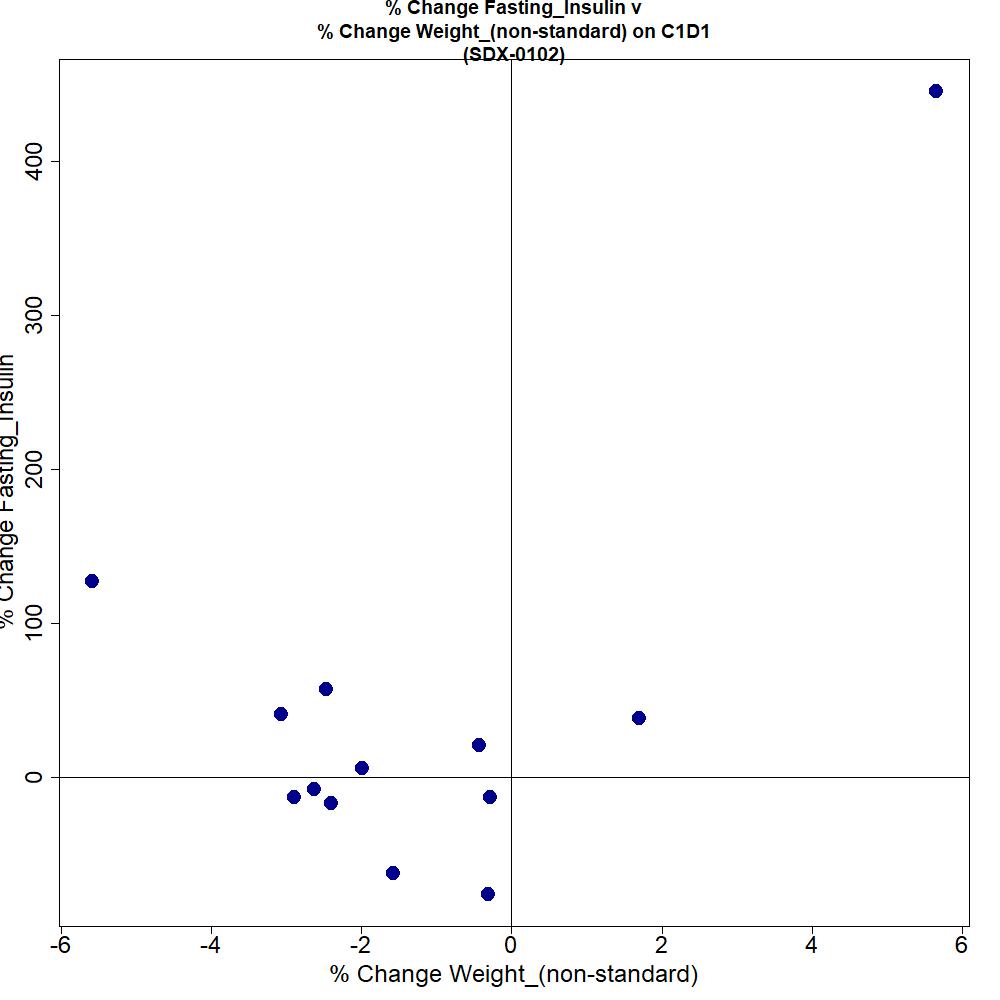 % Change Fasting_Insulin v
% Change Weight_(non-standard) on C1D1
(SDX-0102)
% Change Fasting_Insulin
400
300
200
100
0
-6
-4
-2
0
2
4
6
% Change Weight_(non-standard)